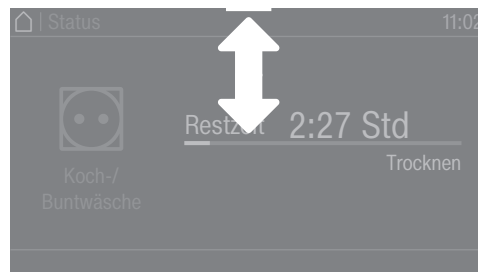 | Status 11:02
Restzeit 2:27 Std
Trocknen
Koch-/
Buntwäsche